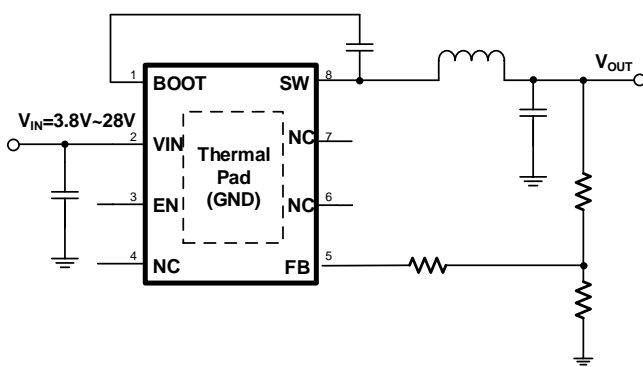 1 BOOT SW 8
V_OUT
V_IN=3.8V~28V
2 VIN NC 7
Thermal
Pad
(GND)
3 EN NC 6
4 NC FB 5